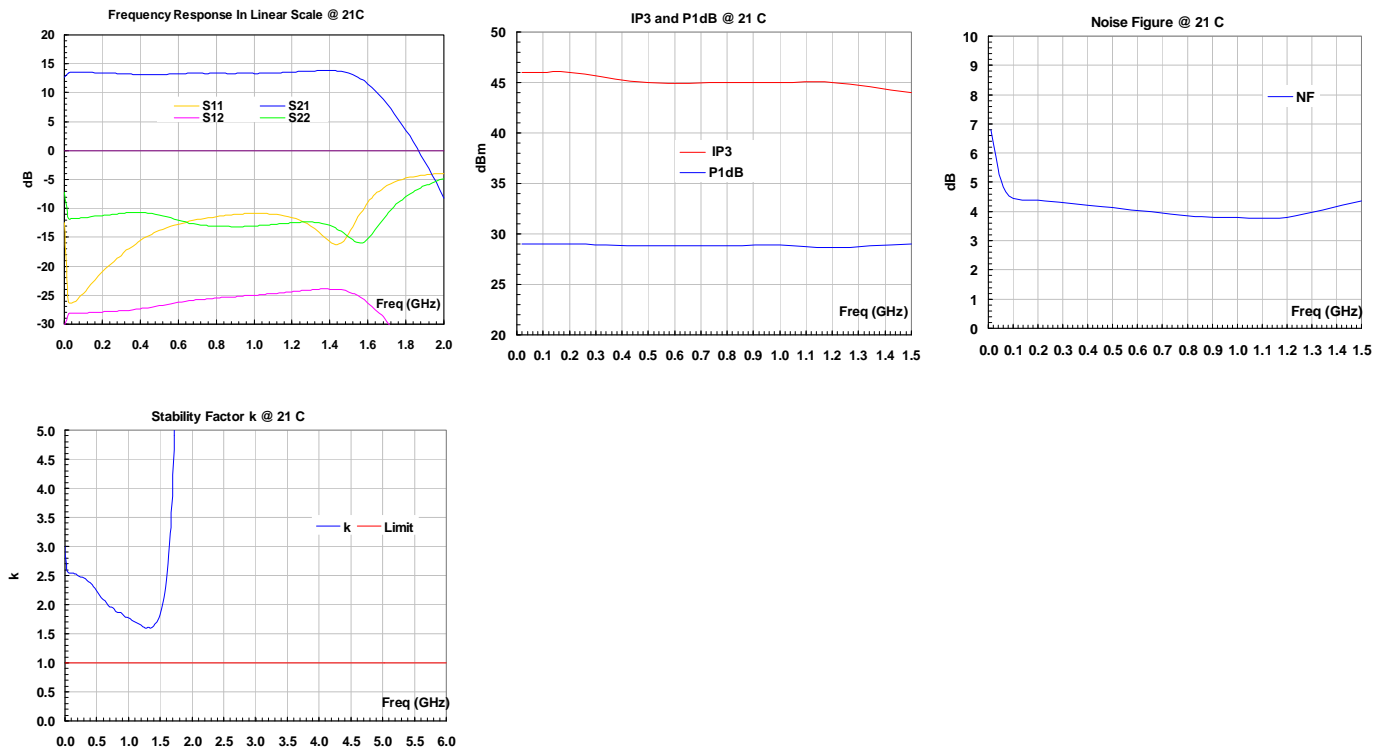 Frequency Response In Linear Scale @ 21C
20
15
10
5
0
-5
-10
-15
-20
-25
-30
dB
S11 S21
S12 S22
Freq (GHz)
0.0 0.2 0.4 0.6 0.8 1.0 1.2 1.4 1.6 1.8 2.0
IP3 and P1dB @ 21 C
50
45
40
35
30
25
20
dBm
IP3
P1dB
Freq (GHz)
0.0 0.1 0.2 0.3 0.4 0.5 0.6 0.7 0.8 0.9 1.0 1.1 1.2 1.3 1.4 1.5
Noise Figure @ 21 C
10
9
8
7
6
5
4
3
2
1
0
dB
NF
Freq (GHz)
0.0 0.1 0.2 0.3 0.4 0.5 0.6 0.7 0.8 0.9 1.0 1.1 1.2 1.3 1.4 1.5
Stability Factor k @ 21 C
5.0
4.5
4.0
3.5
3.0
2.5
2.0
1.5
1.0
0.5
0.0
k
k Limit
Freq (GHz)
0.0 0.5 1.0 1.5 2.0 2.5 3.0 3.5 4.0 4.5 5.0 5.5 6.0